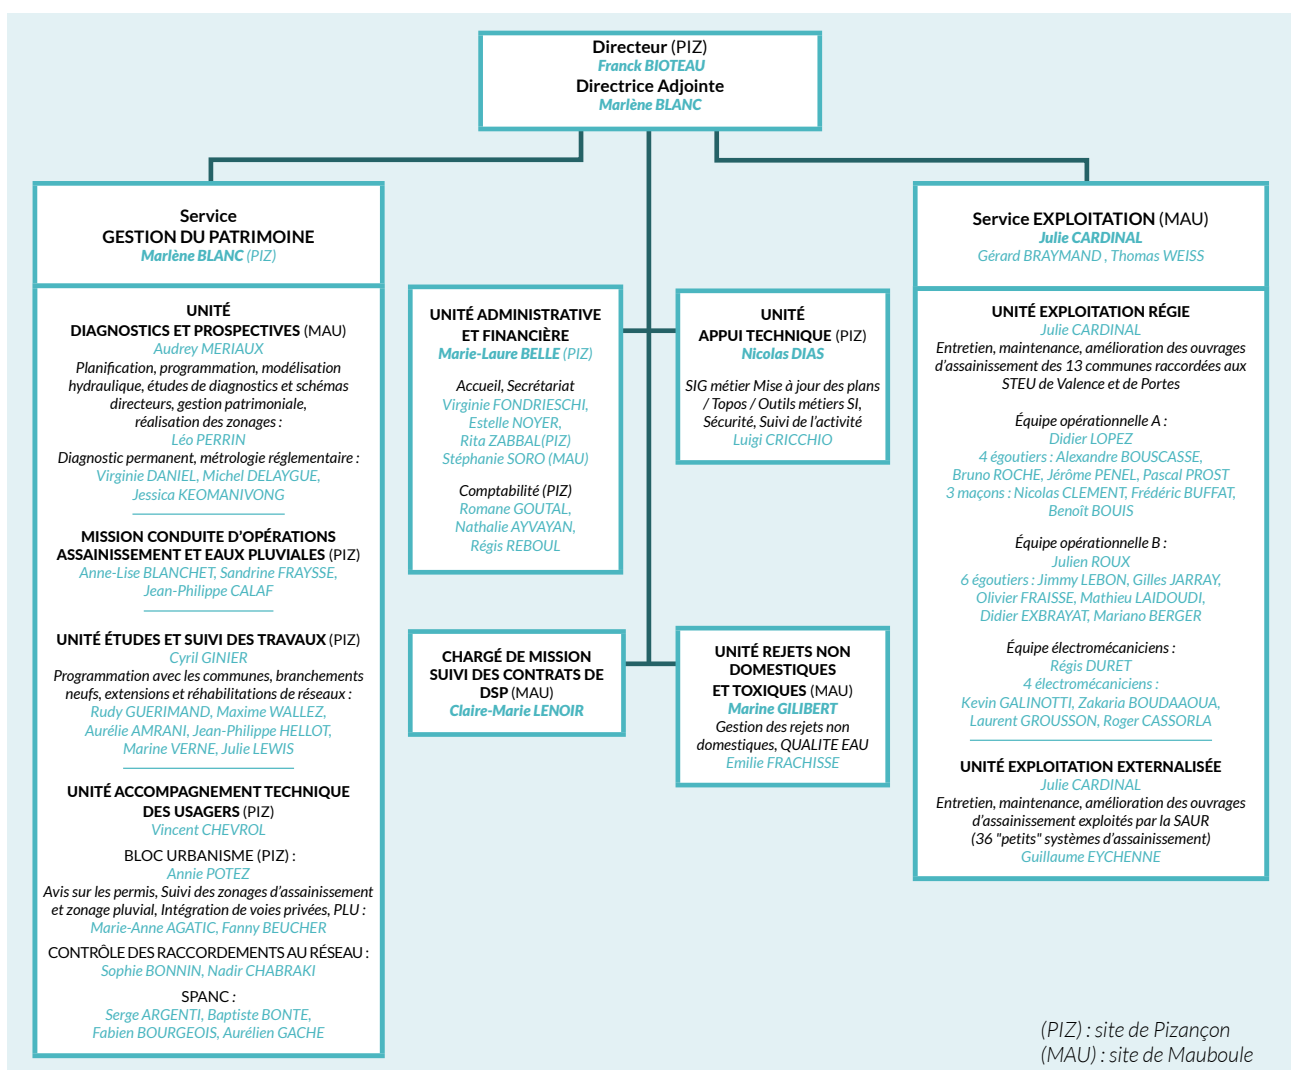 Directeur (PIZ)
Franck BIOTEAU
Directrice Adjointe
Marlène BLANC
Service
GESTION DU PATRIMOINE
Marlène BLANC (PIZ)
UNITÉ
DIAGNOSTICS ET PROSPECTIVES (MAU)
Audrey MERIAUX
Planification, programmation, modélisation
hydraulique, études de diagnostics et schémas
directeurs, gestion patrimoniale,
réalisation des zonages :
Léo PERRIN
Diagnostic permanent, métrologie réglementaire :
Virginie DANIEL, Michel DELAYGUE,
Jessica KEOMANIVONG
MISSION CONDUITE D'OPÉRATIONS
ASSAINISSEMENT ET EAUX PLUVIALES (PIZ)
Anne-Lise BLANCHET, Sandrine FRAYSSE,
Jean-Philippe CALAF
UNITÉ ÉTUDES ET SUIVI DES TRAVAUX (PIZ)
Cyril GINIER
Programmation avec les communes, branchements
neufs, extensions et réhabilitations de réseaux :
Rudy GUERIMAND, Maxime WALLEZ,
Aurélie AMRANI, Jean-Philippe HELLOT,
Marine VERNE, Julie LEWIS
UNITÉ ACCOMPAGNEMENT TECHNIQUE
DES USAGERS (PIZ)
Vincent CHEVROL
BLOC URBANISME (PIZ) :
Annie POTEZ
Avis sur les permis, Suivi des zonages d'assainissement
et zonage pluvial, Intégration de voies privées, PLU :
Marie-Anne AGATIC, Fanny BEUCHER
CONTRÔLE DES RACCORDEMENTS AU RÉSEAU :
Sophie BONNIN, Nadir CHABRAKI
SPANC :
Serge ARGENTI, Baptiste BONTE,
Fabien BOURGEOIS, Aurélien GACHE
UNITÉ ADMINISTRATIVE
ET FINANCIÈRE
Marie-Laure BELLE (PIZ)
Accueil, Secrétariat
Virginie FONDRIESCHI,
Estelle NOYER,
Rita ZABBAL(PIZ)
Stéphanie SORO (MAU)
Comptabilité (PIZ)
Romane GOUTAL,
Nathalie AYVAYAN,
Régis REBOUL
UNITÉ
APPUI TECHNIQUE (PIZ)
Nicolas DIAS
SIG métier Mise à jour des plans
/ Topos / Outils métiers SI,
Sécurité, Suivi de l'activité
Luigi CRICCHIO
CHARGÉ DE MISSION
SUIVI DES CONTRATS DE
DSP (MAU)
Claire-Marie LENOIR
UNITÉ REJETS NON
DOMESTIQUES
ET TOXIQUES (MAU)
Marine GILIBERT
Gestion des rejets non
domestiques, QUALITE EAU
Emilie FRACHISSE
Service EXPLOITATION (MAU)
Julie CARDINAL
Gérard BRAYMAND , Thomas WEISS
UNITÉ EXPLOITATION RÉGIE
Julie CARDINAL
Entretien, maintenance, amélioration des ouvrages
d'assainissement des 13 communes raccordées aux
STEU de Valence et de Portes
Équipe opérationnelle A :
Didier LOPEZ
4 égoutiers : Alexandre BOUSCASSE,
Bruno ROCHE, Jérôme PENEL, Pascal PROST
3 maçons : Nicolas CLEMENT, Frédéric BUFFAT,
Benoît BOUIS
Équipe opérationnelle B :
Julien ROUX
6 égoutiers : Jimmy LEBON, Gilles JARRAY,
Olivier FRAISSE, Mathieu LAIDOUDI,
Didier EXBRAYAT, Mariano BERGER
Équipe électromécaniciens :
Régis DURET
4 électromécaniciens :
Kevin GALINOTTI, Zakaria BOUDAAOUA,
Laurent GROUSSON, Roger CASSORLA
UNITÉ EXPLOITATION EXTERNALISÉE
Julie CARDINAL
Entretien, maintenance, amélioration des ouvrages
d'assainissement exploités par la SAUR
(36 "petits" systèmes d'assainissement)
Guillaume EYCHENNE
(PIZ) : site de Pizançon
(MAU) : site de Mauboule